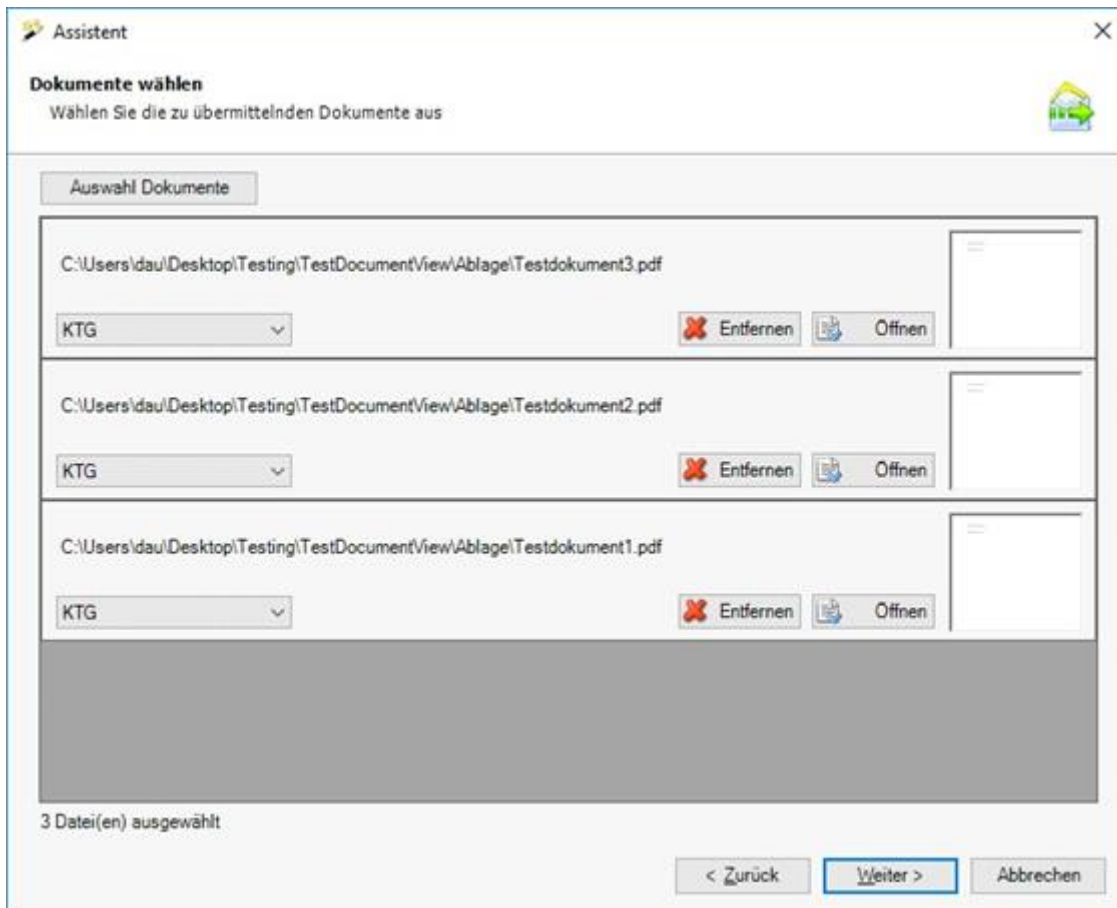 Assistent
Dokumente wählen
Wählen Sie die zu übermittelnden Dokumente aus
Auswahl Dokumente
C:\Users\dau\Desktop\Testing\TestDocumentView\Ablage\Testdokument3.pdf
KTG Entfernen Öffnen
C:\Users\dau\Desktop\Testing\TestDocumentView\Ablage\Testdokument2.pdf
KTG Entfernen Öffnen
C:\Users\dau\Desktop\Testing\TestDocumentView\Ablage\Testdokument1.pdf
KTG Entfernen Öffnen
3 Datei(en) ausgewählt
< Zurück Weiter > Abbrechen